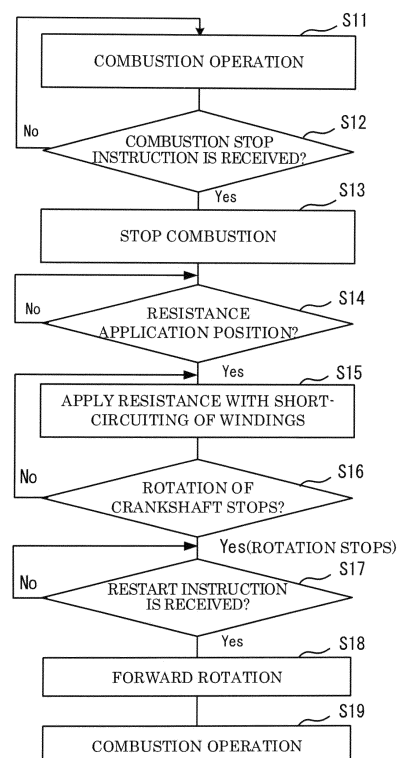 S11
COMBUSTION OPERATION
No
S12
COMBUSTION STOP
INSTRUCTION IS RECEIVED?
Yes
S13
STOP COMBUSTION
No
S14
RESISTANCE
APPLICATION POSITION?
Yes
S15
APPLY RESISTANCE WITH SHORT-
CIRCUITING OF WINDINGS
No
S16
ROTATION OF
CRANKSHAFT STOPS?
Yes(ROTATION STOPS)
No
S17
RESTART INSTRUCTION
IS RECEIVED?
Yes
S18
FORWARD ROTATION
S19
COMBUSTION OPERATION